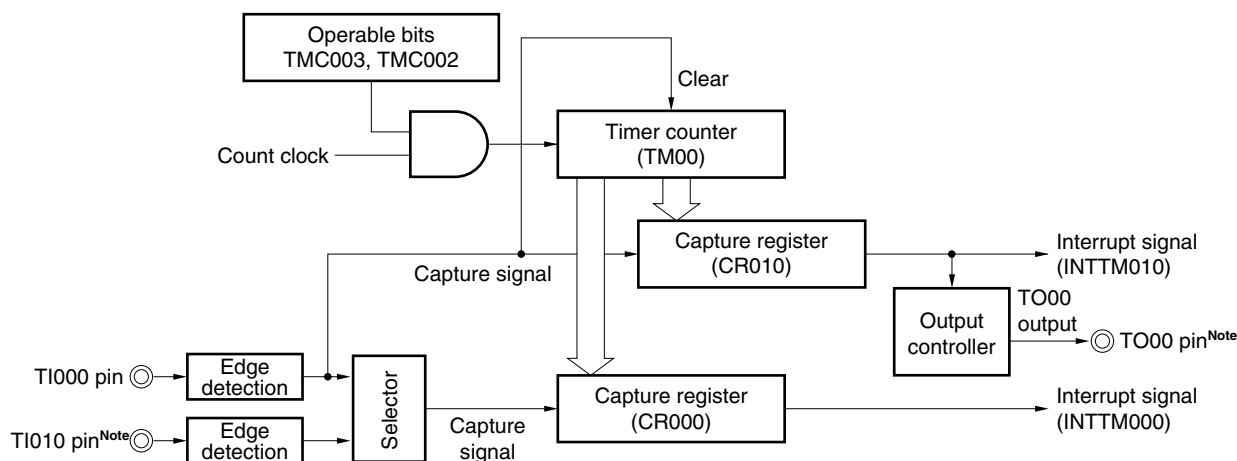 Operable bits
TMC003, TMC002
Clear
Timer counter
(TM00)
Count clock
Capture register
(CR010)
Interrupt signal
(INTTM010)
Capture signal
Output
controller
TO00
output
TO00 pinNote
TI000 pin
Edge
detection
Selector
Capture register
(CR000)
Interrupt signal
(INTTM000)
TI010 pinNote
Edge
detection
Capture
signal